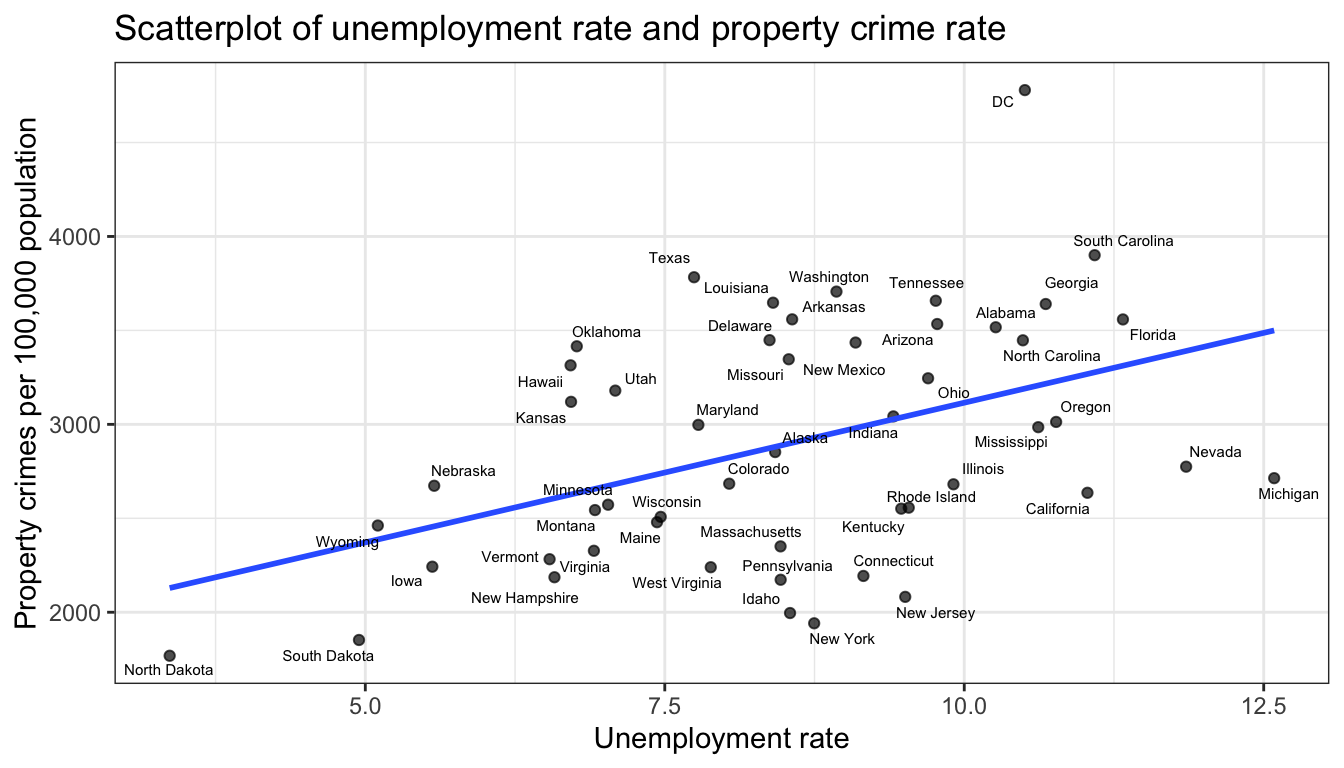 Scatterplot of unemployment rate and property crime rate
Property crimes per 100,000 population
4000
3000
2000
DC
South Carolina
Texas
Washington
Tennessee
Georgia
Louisiana
Arkansas
Alabama
Delaware
Oklahoma
Arizona
Florida
North Carolina
Missouri
New Mexico
Hawaii
Utah
Ohio
Kansas
Maryland
Oregon
Indiana
Alaska
Mississippi
Nevada
Nebraska
Colorado
Illinois
Minnesota
Michigan
Wisconsin
Rhode Island
California
Montana
Kentucky
Massachusetts
Maine
Wyoming
Vermont
Virginia
Pennsylvania
Connecticut
Iowa
West Virginia
New Hampshire
Idaho
New Jersey
New York
South Dakota
North Dakota
5.0
7.5
10.0
12.5
Unemployment rate